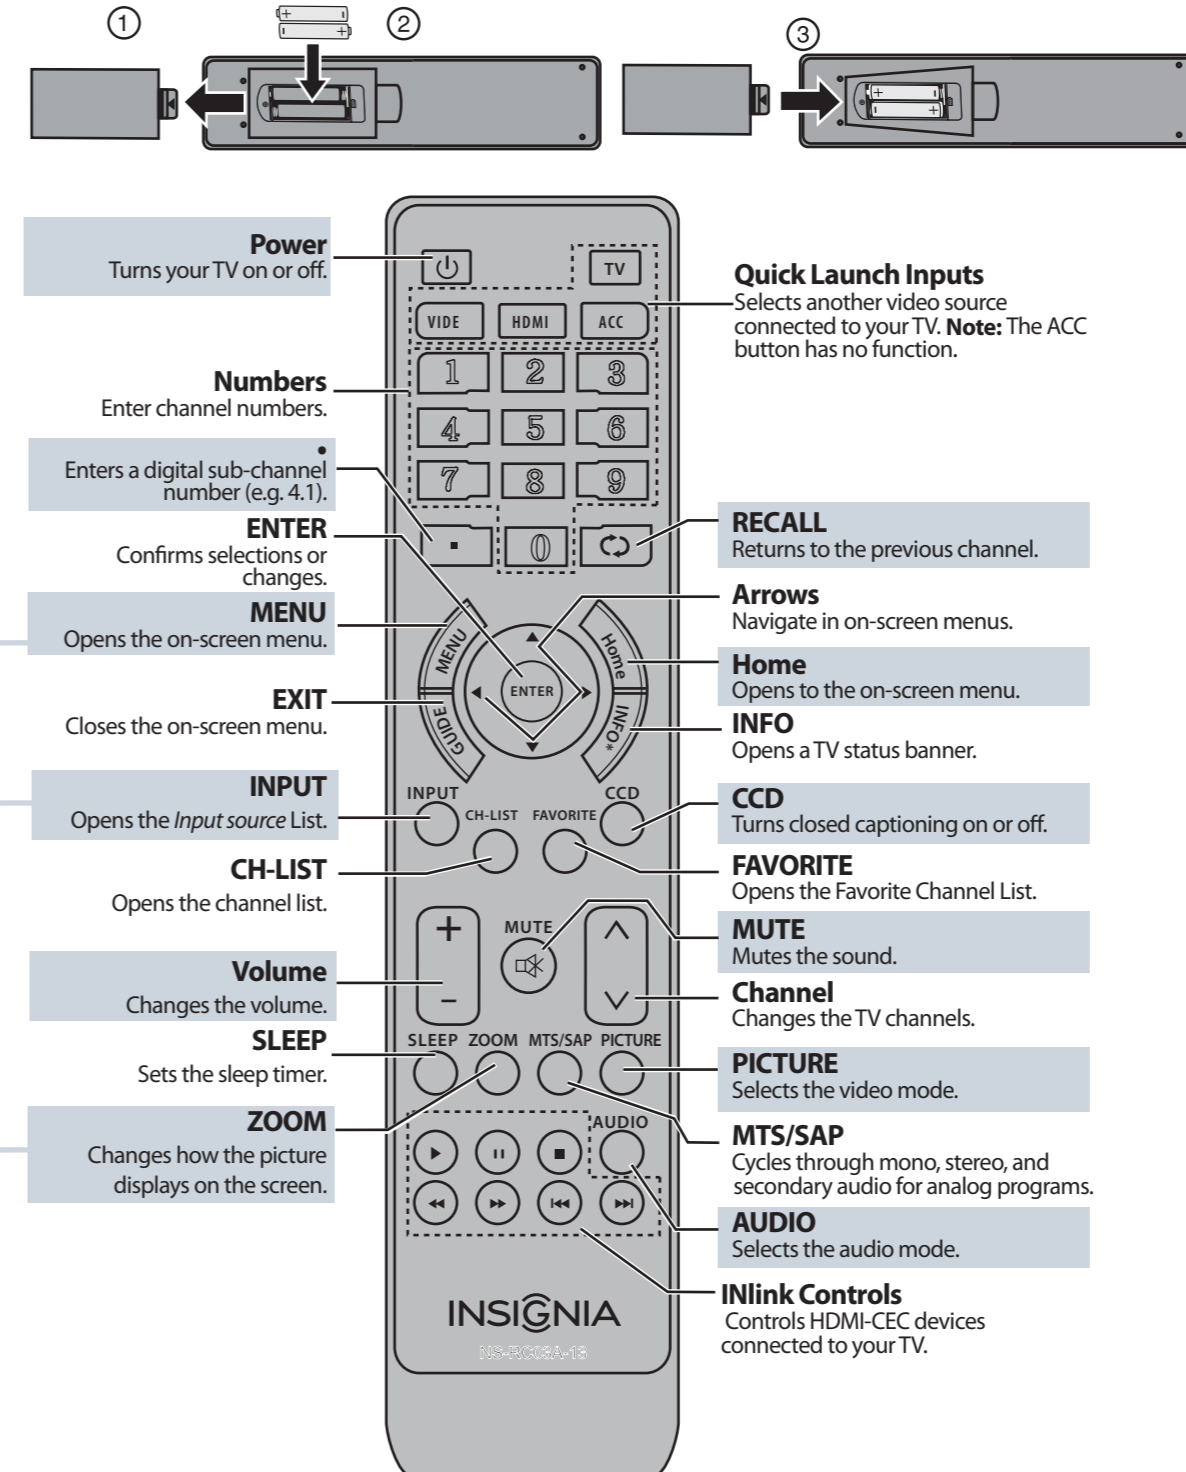 1
2
3
Power
Turns your TV on or off.
Numbers
Enter channel numbers.
•
Enters a digital sub-channel
number (e.g. 4.1).
ENTER
Confirms selections or
changes.
MENU
Opens the on-screen menu.
EXIT
Closes the on-screen menu.
INPUT
Opens the Input source List.
CH-LIST
Opens the channel list.
Volume
Changes the volume.
SLEEP
Sets the sleep timer.
ZOOM
Changes how the picture
displays on the screen.
TV
VIDE HDMI ACC
1 2 3
4 5 6
7 8 9
0
MENU Home
ENTER
GUIDE INFO*
INPUT CCD
CH-LIST FAVORITE
+ MUTE
−
SLEEP ZOOM MTS/SAP PICTURE
AUDIO
INSIGNIA
NS-RC03A-13
Quick Launch Inputs
Selects another video source
connected to your TV. Note: The ACC
button has no function.
RECALL
Returns to the previous channel.
Arrows
Navigate in on-screen menus.
Home
Opens to the on-screen menu.
INFO
Opens a TV status banner.
CCD
Turns closed captioning on or off.
FAVORITE
Opens the Favorite Channel List.
MUTE
Mutes the sound.
Channel
Changes the TV channels.
PICTURE
Selects the video mode.
MTS/SAP
Cycles through mono, stereo, and
secondary audio for analog programs.
AUDIO
Selects the audio mode.
INlink Controls
Controls HDMI-CEC devices
connected to your TV.